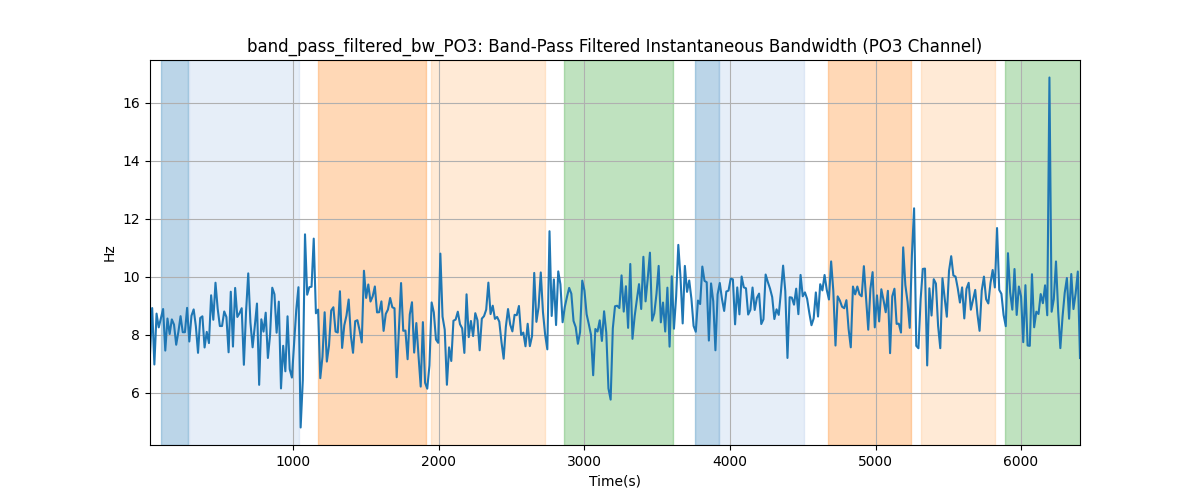 band_pass_filtered_bw_PO3: Band-Pass Filtered Instantaneous Bandwidth (PO3 Channel)
16
14
12
10
8
6
Hz
1000 2000 3000 4000 5000 6000
Time(s)